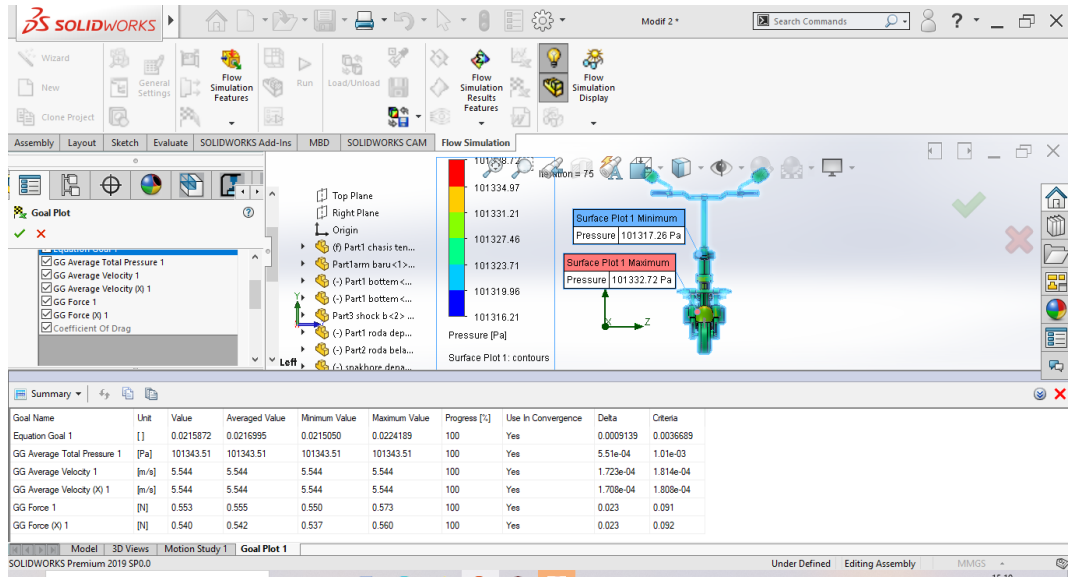 SOLIDWORKS
Modif 2 *
Search Commands
?
Wizard
New
Clone Project
General Settings
Flow Simulation Features
Run
Load/Unload
Flow Simulation Results Features
Flow Simulation Display
Assembly Layout Sketch Evaluate SOLIDWORKS Add-Ins MBD SOLIDWORKS CAM Flow Simulation
Goal Plot
Equation Goal 1
GG Average Total Pressure 1
GG Average Velocity 1
GG Average Velocity (X) 1
GG Force 1
GG Force (X) 1
Coefficient Of Drag
Top Plane
Right Plane
Origin
(f) Part1 chasis ten...
Part1arm baru<1>...
(-) Part1 bottem<...
(-) Part1 bottem<...
Part3 shock b<2> ...
(-) Part1 roda dep...
(-) Part2 roda bela...
(-) snakhore dena...
Left
Y
Iteration = 75
101334.97
101331.21
101327.46
101323.71
101319.96
101316.21
Pressure [Pa]
Surface Plot 1: contours
Surface Plot 1 Minimum
Pressure 101317.26 Pa
Surface Plot 1 Maximum
Pressure 101332.72 Pa
Y
X
Z
Summary
Goal Name Unit Value Averaged Value Minimum Value Maximum Value Progress [%] Use In Convergence Delta Criteria
Equation Goal 1 [ ] 0.0215872 0.0216995 0.0215050 0.0224189 100 Yes 0.0009139 0.0036689
GG Average Total Pressure 1 [Pa] 101343.51 101343.51 101343.51 101343.51 100 Yes 5.51e-04 1.01e-03
GG Average Velocity 1 [m/s] 5.544 5.544 5.544 5.544 100 Yes 1.723e-04 1.814e-04
GG Average Velocity (X) 1 [m/s] 5.544 5.544 5.544 5.544 100 Yes 1.708e-04 1.808e-04
GG Force 1 [N] 0.553 0.555 0.550 0.573 100 Yes 0.023 0.091
GG Force (X) 1 [N] 0.540 0.542 0.537 0.560 100 Yes 0.023 0.092
Model 3D Views Motion Study 1 Goal Plot 1
SOLIDWORKS Premium 2019 SP0.0
Under Defined Editing Assembly MMGS